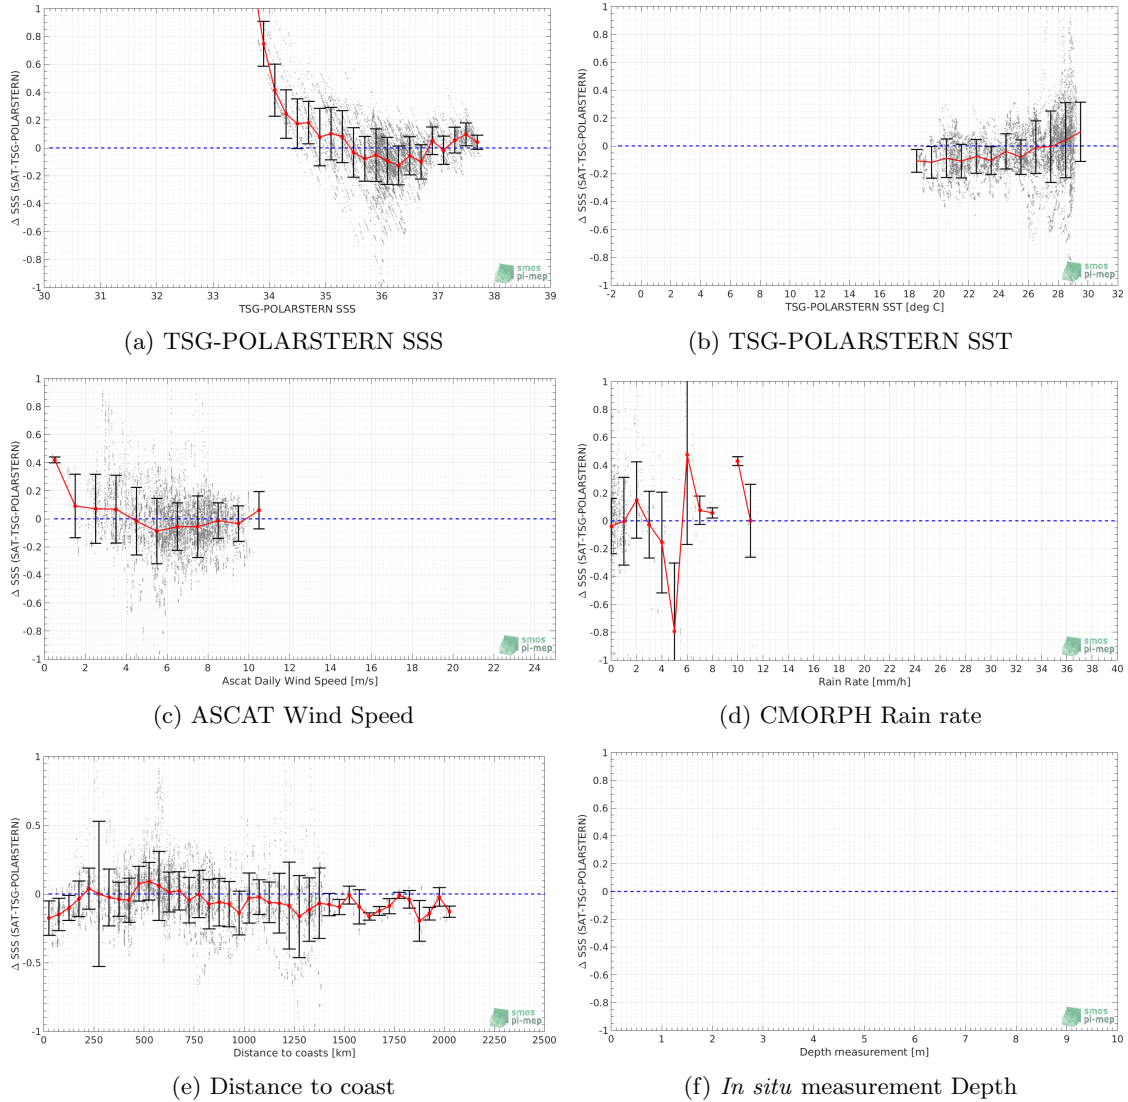 1
0.8
0.6
0.4
0.2
0
-0.2
-0.4
-0.6
-0.8
-1
Δ SSS (SAT-TSG-POLARSTERN)
30 31 32 33 34 35 36 37 38 39
TSG-POLARSTERN SSS
smos
pi-mep
(a) TSG-POLARSTERN SSS
1
0.8
0.6
0.4
0.2
0
-0.2
-0.4
-0.6
-0.8
-1
Δ SSS (SAT-TSG-POLARSTERN)
-2 0 2 4 6 8 10 12 14 16 18 20 22 24 26 28 30 32
TSG-POLARSTERN SST [deg C]
smos
pi-mep
(b) TSG-POLARSTERN SST
1
0.8
0.6
0.4
0.2
0
-0.2
-0.4
-0.6
-0.8
-1
Δ SSS (SAT-TSG-POLARSTERN)
0 2 4 6 8 10 12 14 16 18 20 22 24
Ascat Daily Wind Speed [m/s]
smos
pi-mep
(c) ASCAT Wind Speed
1
0.8
0.6
0.4
0.2
0
-0.2
-0.4
-0.6
-0.8
-1
Δ SSS (SAT-TSG-POLARSTERN)
0 2 4 6 8 10 12 14 16 18 20 22 24 26 28 30 32 34 36 38 40
Rain Rate [mm/h]
smos
pi-mep
(d) CMORPH Rain rate
1
0.5
0
-0.5
-1
Δ SSS (SAT-TSG-POLARSTERN)
0 250 500 750 1000 1250 1500 1750 2000 2250 2500
Distance to coasts [km]
smos
pi-mep
(e) Distance to coast
1
0.8
0.6
0.4
0.2
0
-0.2
-0.4
-0.6
-0.8
-1
Δ SSS (SAT-TSG-POLARSTERN)
0 1 2 3 4 5 6 7 8 9 10
Depth measurement [m]
smos
pi-mep
(f) In situ measurement Depth